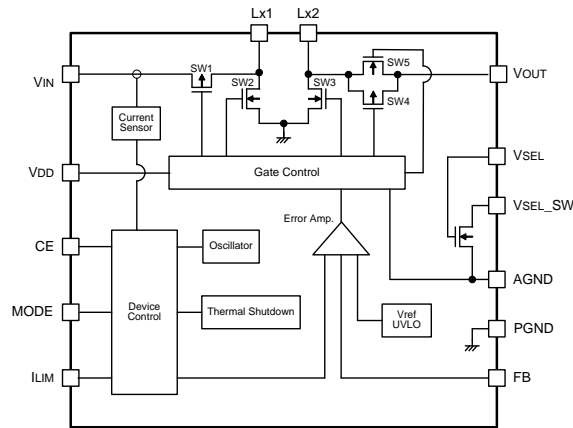 Lx1 Lx2
VIN
SW1
SW2
SW3
SW5
SW4
VOUT
Current
Sensor
VDD
Gate Control
VSEL
VSEL_SW
Error Amp.
CE
Oscillator
AGND
MODE
Device
Control
Thermal Shutdown
Vref
UVLO
PGND
ILIM
FB